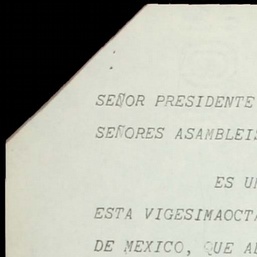 SEÑOR PRESIDENTE
SEÑORES ASAMBLEIS
ES UN
ESTA VIGESIMAOCTA
DE MEXICO, QUE AL